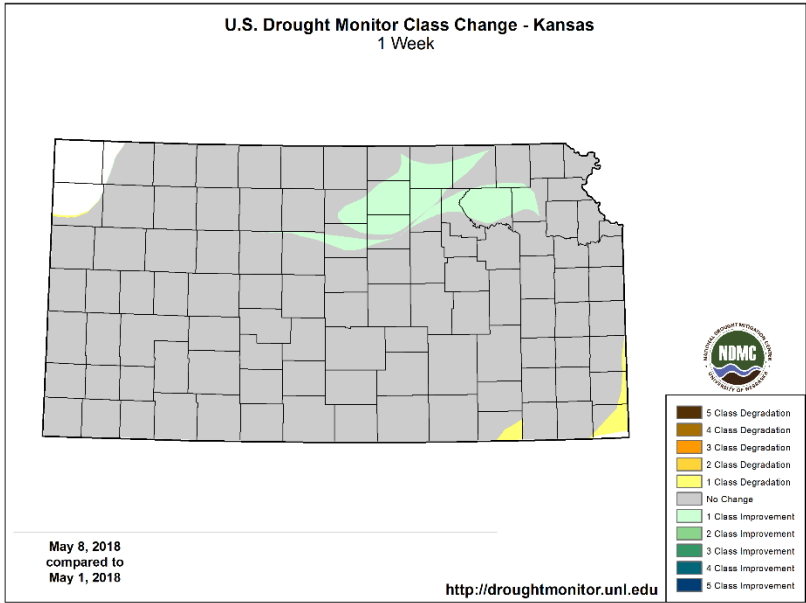 U.S. Drought Monitor Class Change - Kansas
1 Week
NATIONAL DROUGHT MITIGATION CENTER
NDMC
UNIVERSITY OF NEBRASKA
5 Class Degradation
4 Class Degradation
3 Class Degradation
2 Class Degradation
1 Class Degradation
No Change
1 Class Improvement
2 Class Improvement
3 Class Improvement
4 Class Improvement
5 Class Improvement
May 8, 2018
compared to
May 1, 2018
http://droughtmonitor.unl.edu